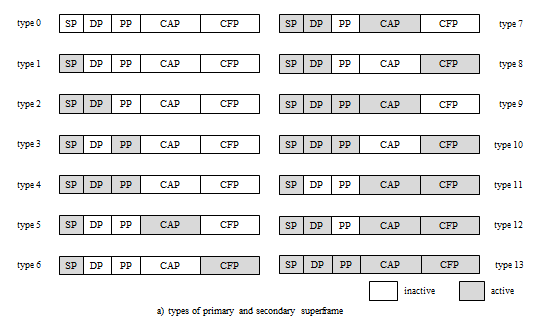 type 0 SP DP PP CAP CFP SP DP PP CAP CFP type 7
type 1 SP DP PP CAP CFP SP DP PP CAP CFP type 8
type 2 SP DP PP CAP CFP SP DP PP CAP CFP type 9
type 3 SP DP PP CAP CFP SP DP PP CAP CFP type 10
type 4 SP DP PP CAP CFP SP DP PP CAP CFP type 11
type 5 SP DP PP CAP CFP SP DP PP CAP CFP type 12
type 6 SP DP PP CAP CFP SP DP PP CAP CFP type 13
inactive active
a) types of primary and secondary superframe